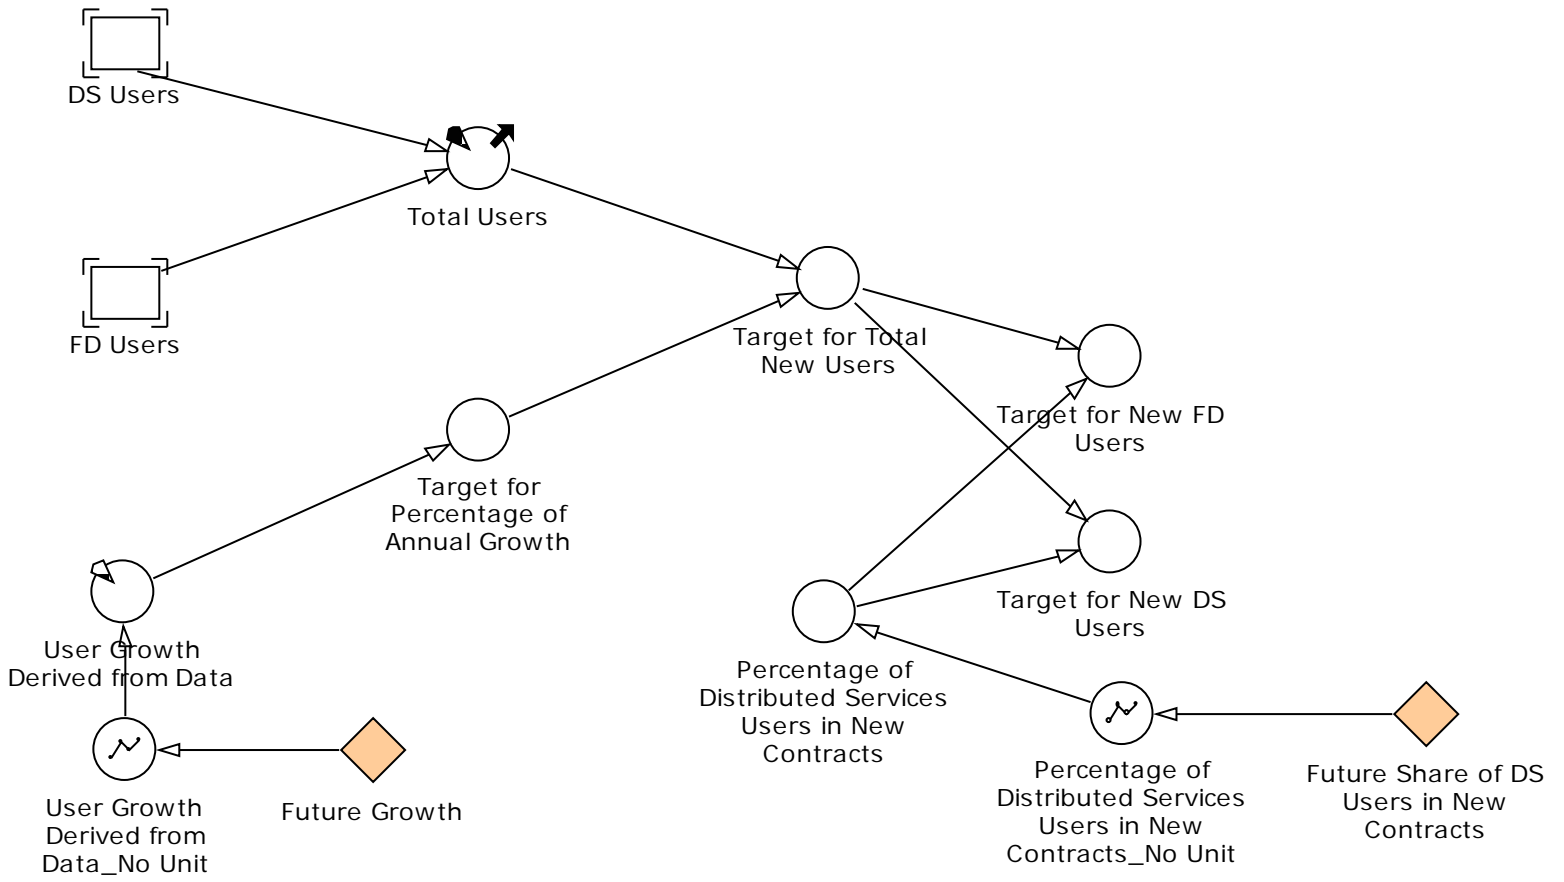 DS Users
Total Users
FD Users
Target for Total
New Users
Target for New FD
Users
Target for
Percentage of
Annual Growth
Target for New DS
Users
User Growth
Derived from Data
Percentage of
Distributed Services
Users in New
Contracts
Percentage of
Distributed Services
Users in New
Contracts_No Unit
Future Share of DS
Users in New
Contracts
User Growth
Derived from
Data_No Unit
Future Growth